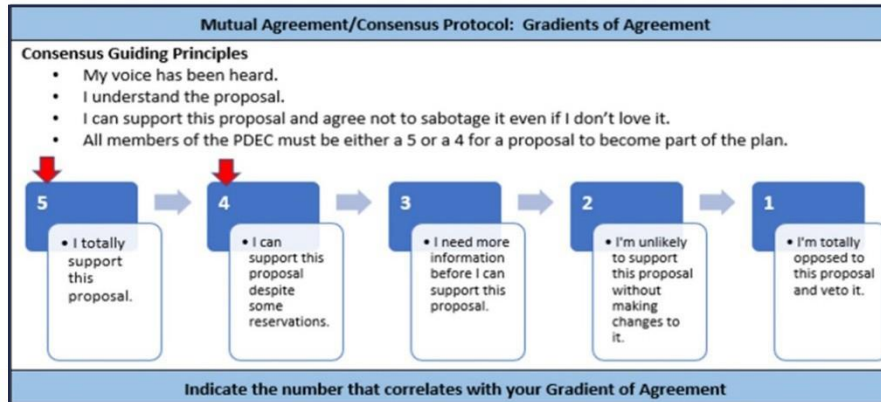 Mutual Agreement/Consensus Protocol: Gradients of Agreement
Consensus Guiding Principles
• My voice has been heard.
• I understand the proposal.
• I can support this proposal and agree not to sabotage it even if I don't love it.
• All members of the PDEC must be either a 5 or a 4 for a proposal to become part of the plan.
5
• I totally
support
this
proposal.
4
• I can
support this
proposal
despite
some
reservations.
3
• I need more
information
before I can
support this
proposal.
2
• I'm unlikely
to support
this proposal
without
making
changes to
it.
1
• I'm totally
opposed to
this proposal
and veto it.
Indicate the number that correlates with your Gradient of Agreement